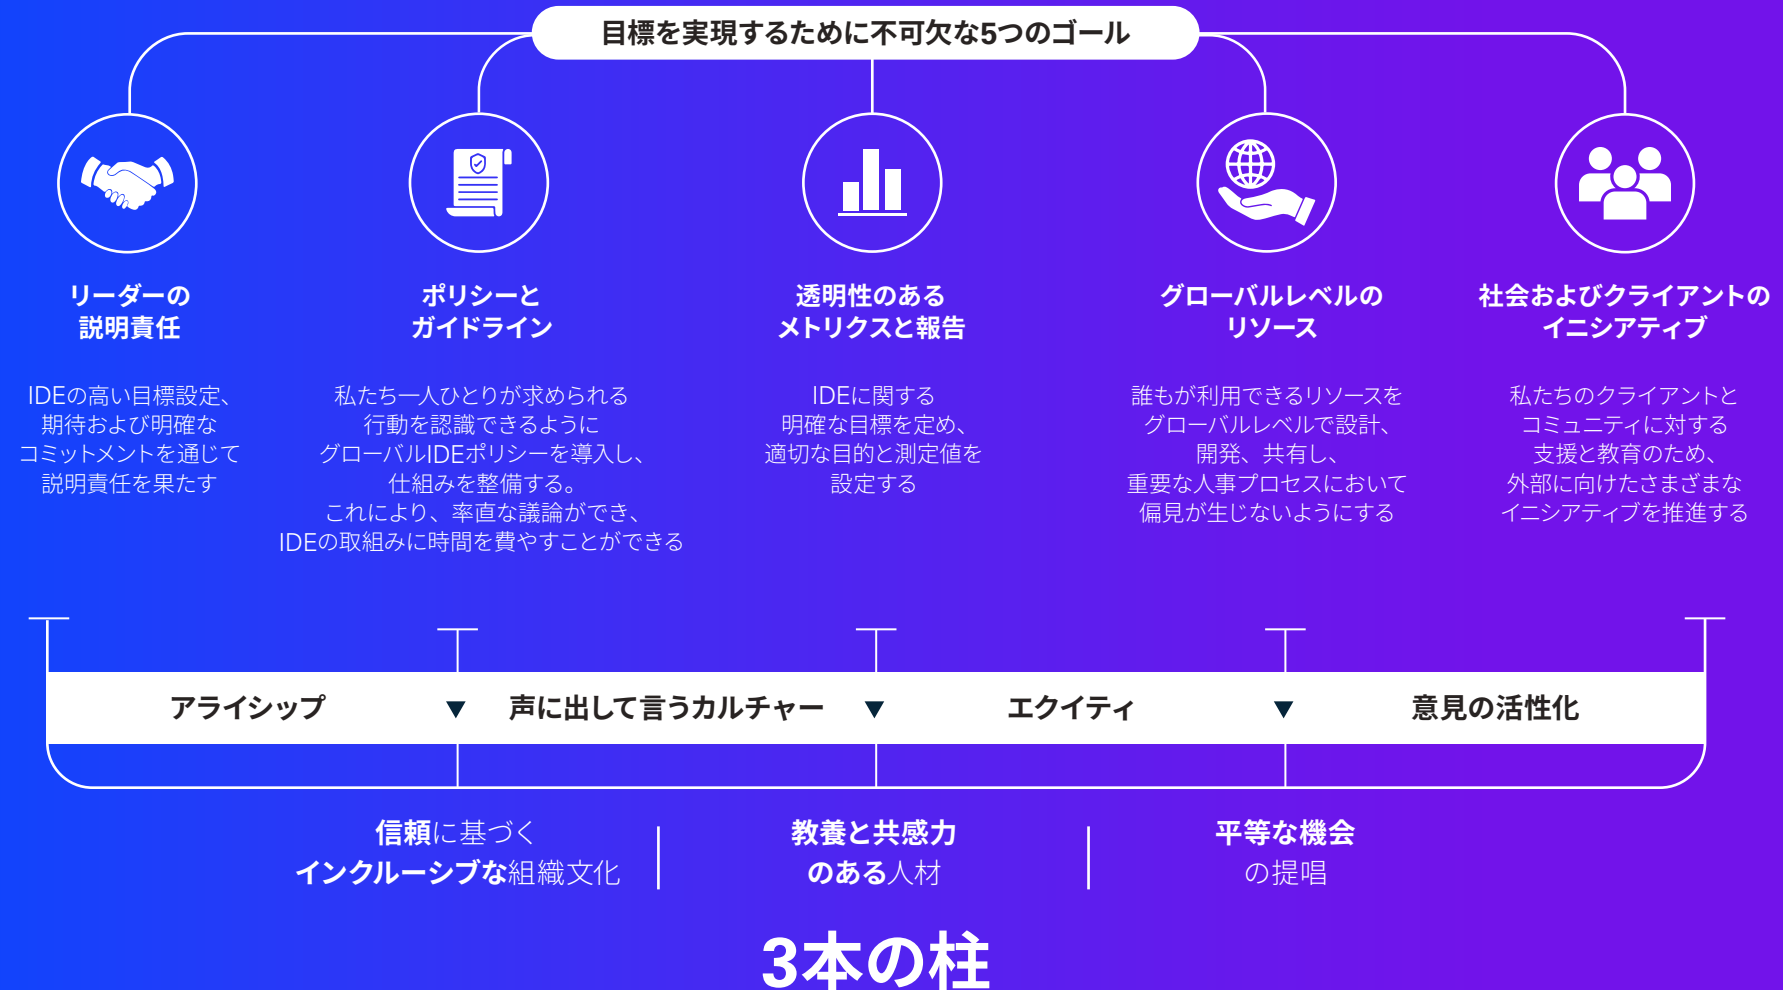 目標を実現するために不可欠な5つのゴール
リーダーの
説明責任
IDEの高い目標設定、
期待および明確な
コミットメントを通じて
説明責任を果たす
ポリシーと
ガイドライン
私たち一人ひとりが求められる
行動を認識できるように
グローバルIDEポリシーを導入し、
仕組みを整備する。
これにより、率直な議論ができ、
IDEの取組みに時間を費やすことができる
透明性のある
メトリクスと報告
IDEに関する
明確な目標を定め、
適切な目的と測定値を
設定する
グローバルレベルの
リソース
誰もが利用できるリソースを
グローバルレベルで設計、
開発、共有し、
重要な人事プロセスにおいて
偏見が生じないようにする
社会およびクライアントの
イニシアティブ
私たちのクライアントと
コミュニティに対する
支援と教育のため、
外部に向けたさまざまな
イニシアティブを推進する
アライシップ ▼ 声に出して言うカルチャー ▼ エクイティ ▼ 意見の活性化
信頼に基づく
インクルーシブな組織文化
教養と共感力
のある人材
平等な機会
の提唱
3本の柱